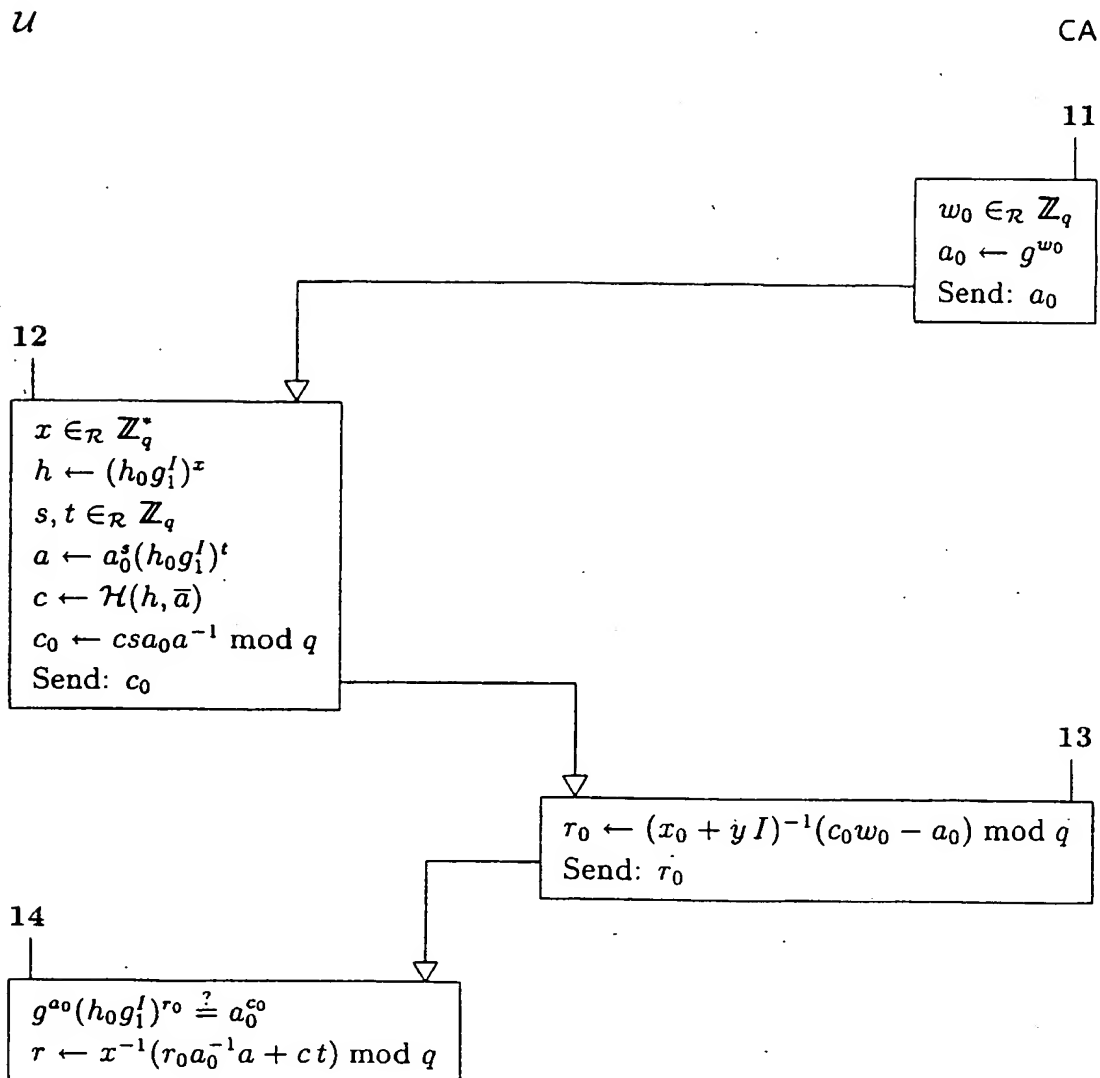 𝒰
CA
11
w₀ ∈_ℛ ℤ_q
a₀ ← g^{w₀}
Send: a₀
12
x ∈_ℛ ℤ_q^*
h ← (h₀g₁^I)^x
s, t ∈_ℛ ℤ_q
a ← a₀^s(h₀g₁^I)^t
c ← ℋ(h, a̅)
c₀ ← csa₀a⁻¹ mod q
Send: c₀
13
r₀ ← (x₀ + y I)⁻¹(c₀w₀ − a₀) mod q
Send: r₀
14
g^{a₀}(h₀g₁^I)^{r₀} ≟ a₀^{c₀}
r ← x⁻¹(r₀a₀⁻¹a + c t) mod q